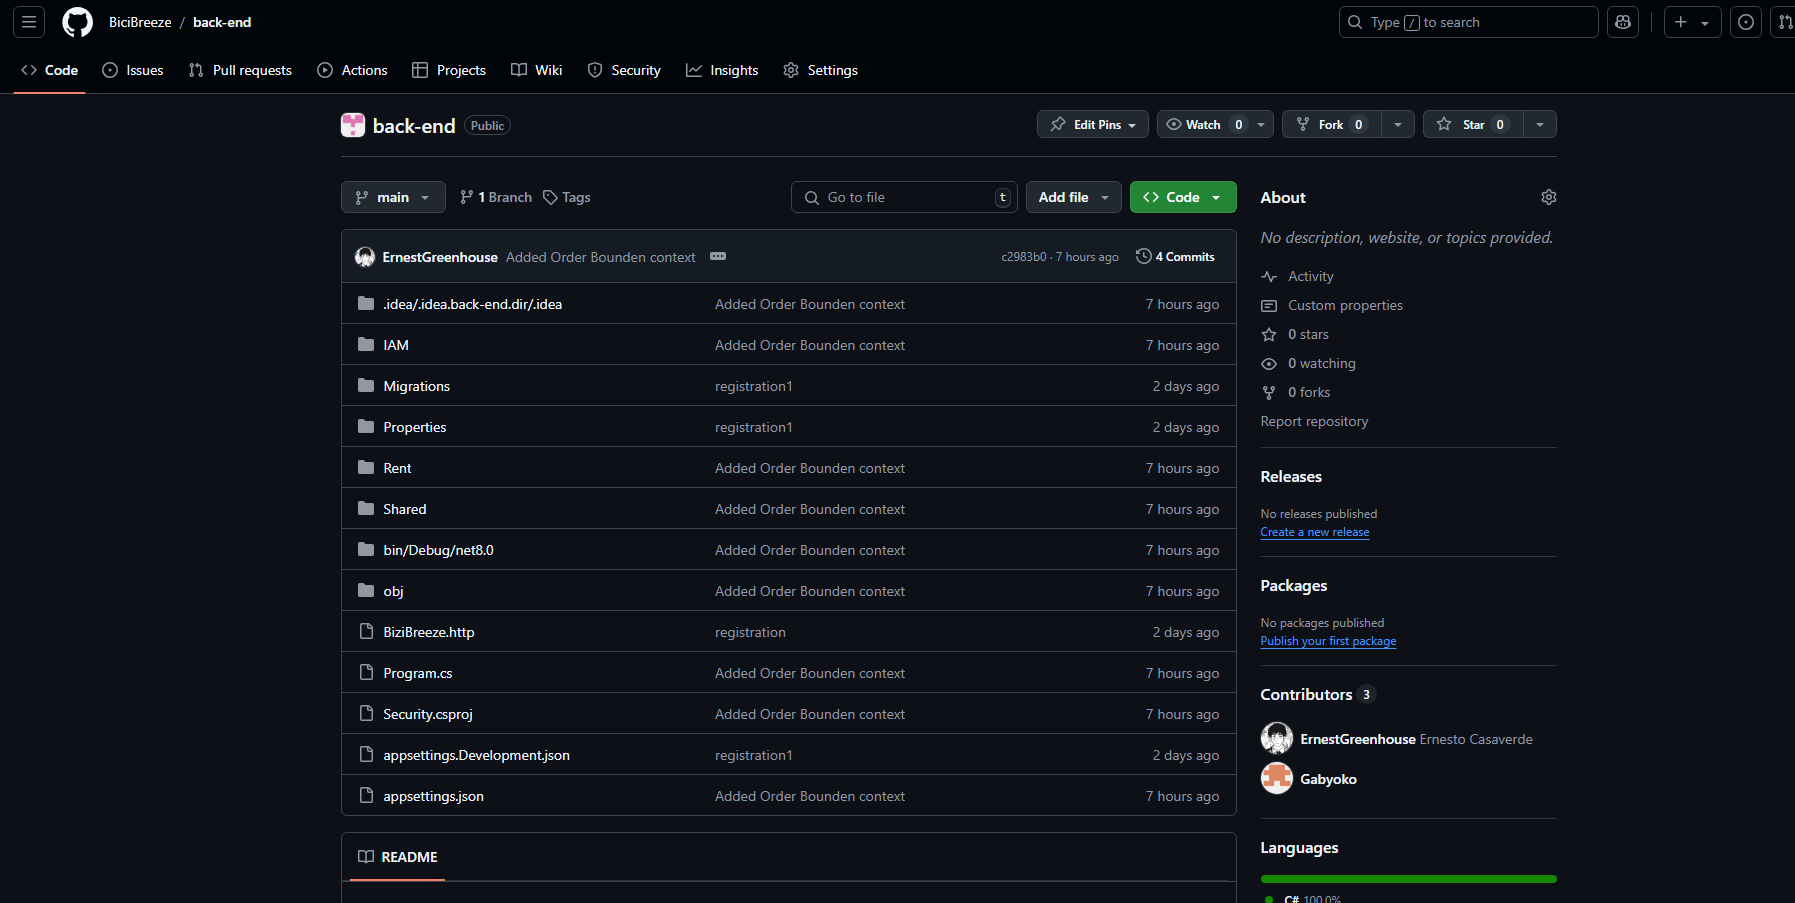 BiciBreeze / back-end
Type / to search
Code Issues Pull requests Actions Projects Wiki Security Insights Settings
back-end Public
Edit Pins Watch 0 Fork 0 Star 0
main 1 Branch Tags Go to file t Add file Code
ErnestGreenhouse Added Order Bounden context c2983b0 · 7 hours ago 4 Commits
.idea/.idea.back-end.dir/.idea Added Order Bounden context 7 hours ago
IAM Added Order Bounden context 7 hours ago
Migrations registration1 2 days ago
Properties registration1 2 days ago
Rent Added Order Bounden context 7 hours ago
Shared Added Order Bounden context 7 hours ago
bin/Debug/net8.0 Added Order Bounden context 7 hours ago
obj Added Order Bounden context 7 hours ago
BiziBreeze.http registration 2 days ago
Program.cs Added Order Bounden context 7 hours ago
Security.csproj Added Order Bounden context 7 hours ago
appsettings.Development.json registration1 2 days ago
appsettings.json Added Order Bounden context 7 hours ago
README
About
No description, website, or topics provided.
Activity
Custom properties
0 stars
0 watching
0 forks
Report repository
Releases
No releases published
Create a new release
Packages
No packages published
Publish your first package
Contributors 3
ErnestGreenhouse Ernesto Casaverde
Gabyoko
Languages
C# 100.0%